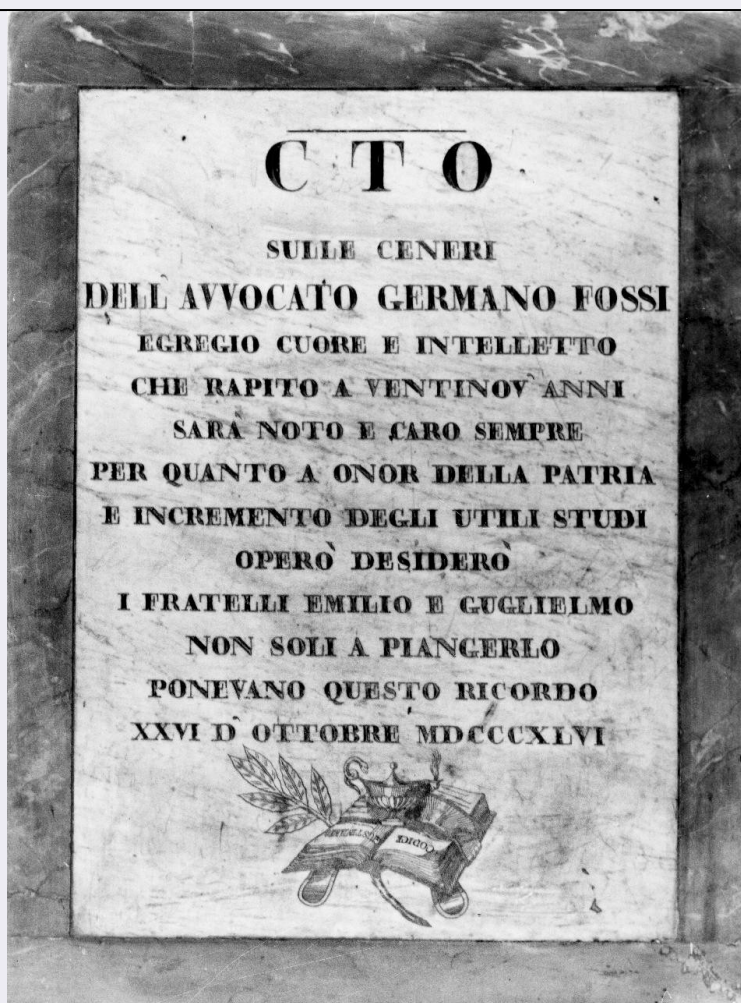 C T O
SULLE CENERI
DELL' AVVOCATO GERMANO FOSSI
EGREGIO CUORE E INTELLETTO
CHE RAPITO A VENTINOV' ANNI
SARÀ NOTO E CARO SEMPRE
PER QUANTO A ONOR DELLA PATRIA
E INCREMENTO DEGLI UTILI STUDI
OPERÒ DESIDERÒ
I FRATELLI EMILIO E GUGLIELMO
NON SOLI A PIANGERLO
PONEVANO QUESTO RICORDO
XXVI D' OTTOBRE MDCCCXLVI
CODICE